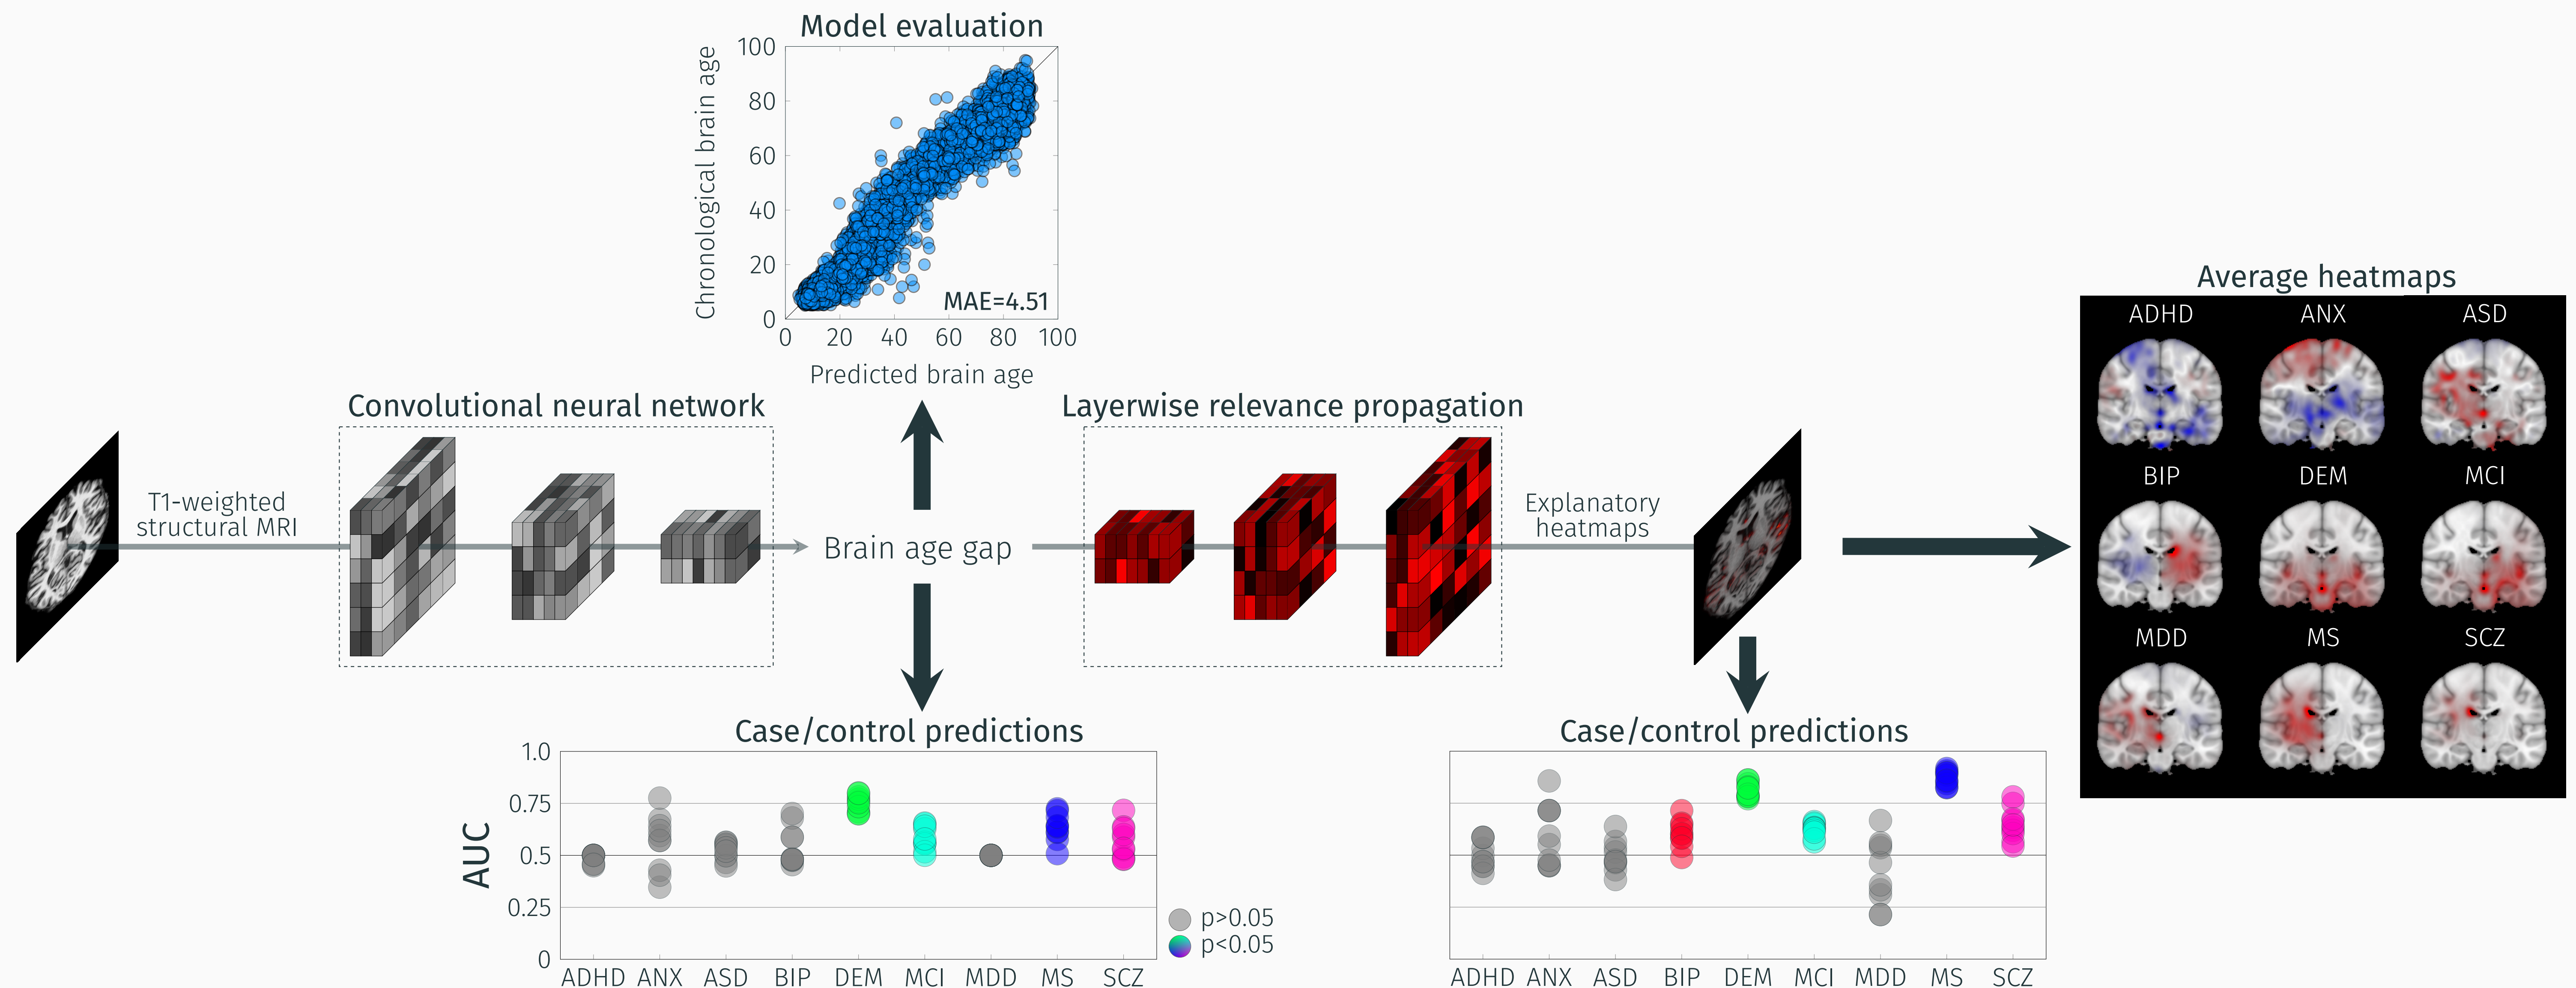 Model evaluation
Chronological brain age
100
80
60
40
20
0
MAE=4.51
0 20 40 60 80 100
Predicted brain age
Convolutional neural network
T1-weighted
structural MRI
Brain age gap
Layerwise relevance propagation
Explanatory
heatmaps
Average heatmaps
ADHD ANX ASD
BIP DEM MCI
MDD MS SCZ
Case/control predictions
AUC
1.0
0.75
0.5
0.25
0
ADHD ANX ASD BIP DEM MCI MDD MS SCZ
p>0.05
p<0.05
Case/control predictions
ADHD ANX ASD BIP DEM MCI MDD MS SCZ